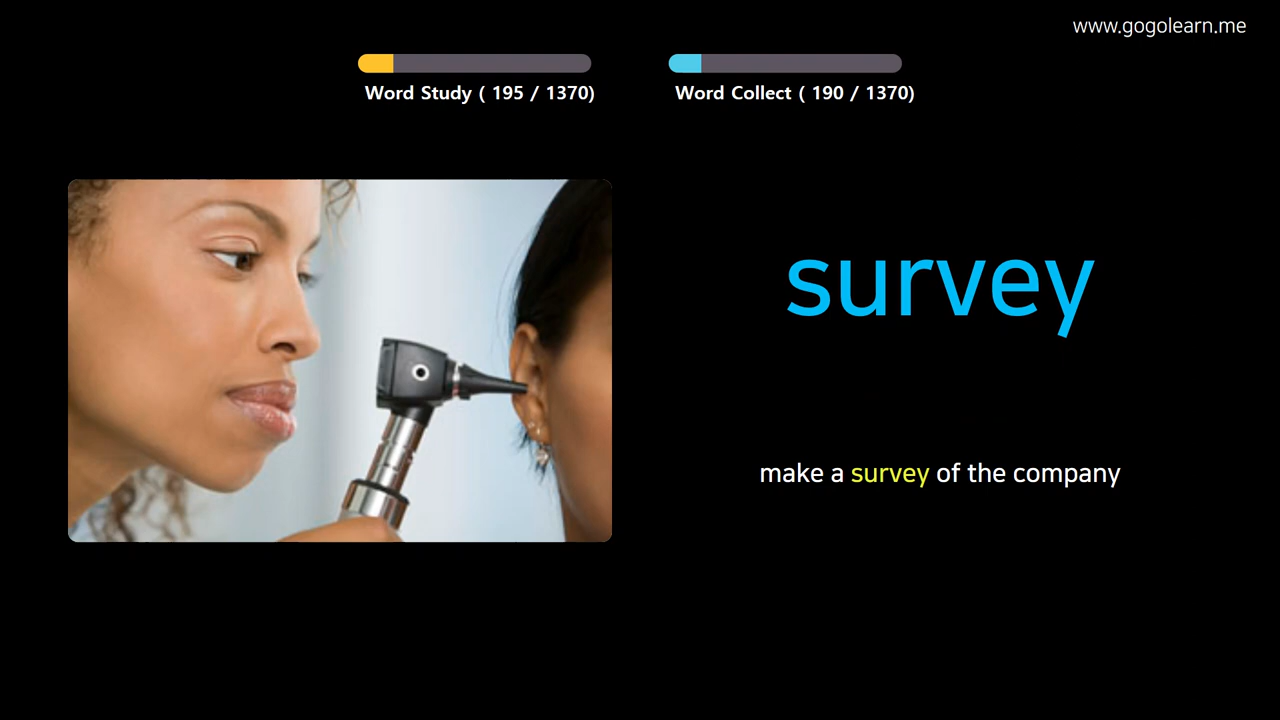 www.gogolearn.me
Word Study ( 195 / 1370)
Word Collect ( 190 / 1370)
survey
make a survey of the company